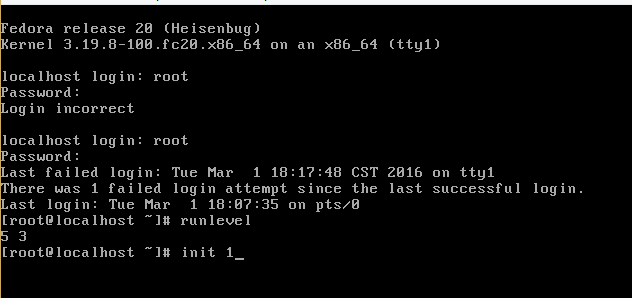 Fedora release 20 (Heisenbug)
Kernel 3.19.8-100.fc20.x86_64 on an x86_64 (tty1)
localhost login: root
Password:
Login incorrect
localhost login: root
Password:
Last failed login: Tue Mar  1 18:17:48 CST 2016 on tty1
There was 1 failed login attempt since the last successful login.
Last login: Tue Mar  1 18:07:35 on pts/0
[root@localhost ~]# runlevel
5 3
[root@localhost ~]# init 1_